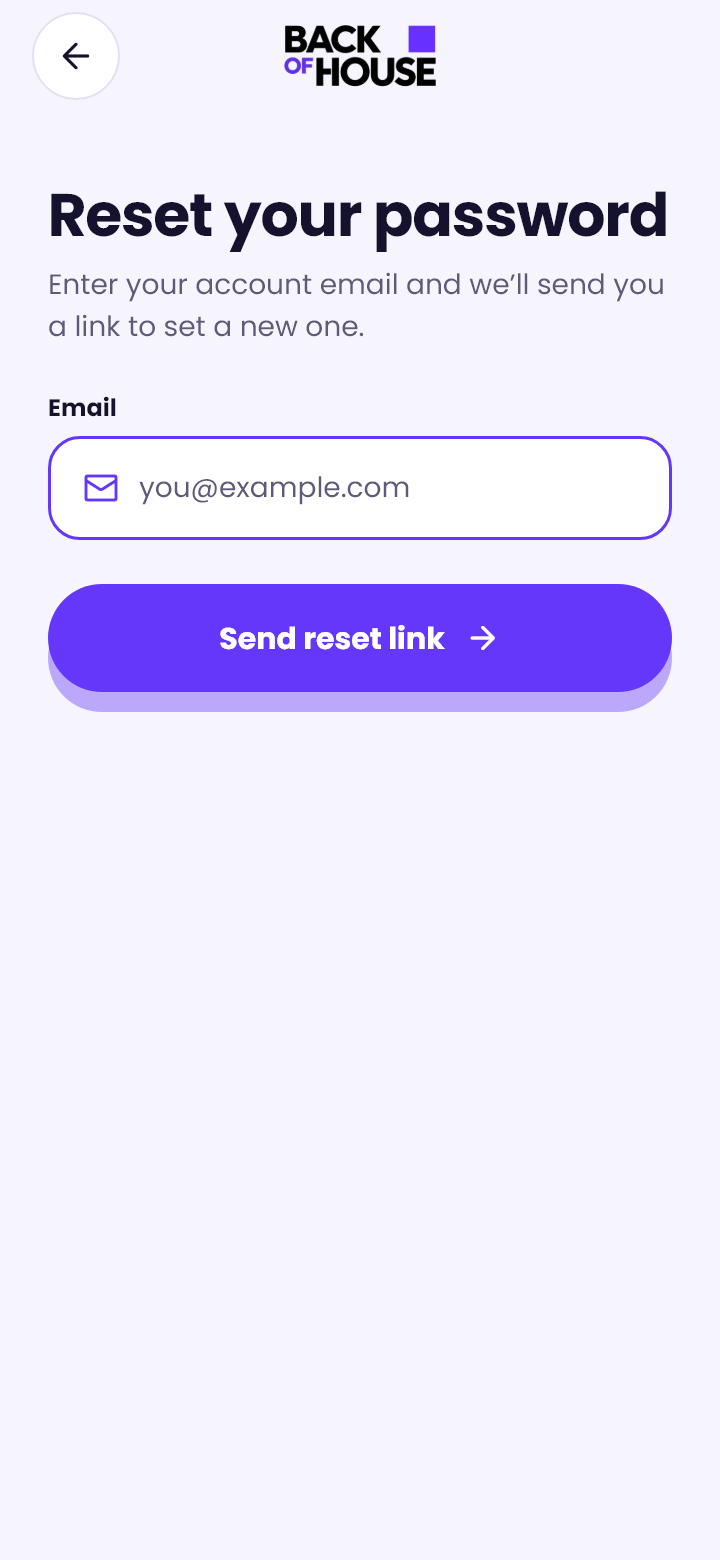 BACK
OF HOUSE
Reset your password
Enter your account email and we’ll send you
a link to set a new one.
Email
you@example.com
Send reset link